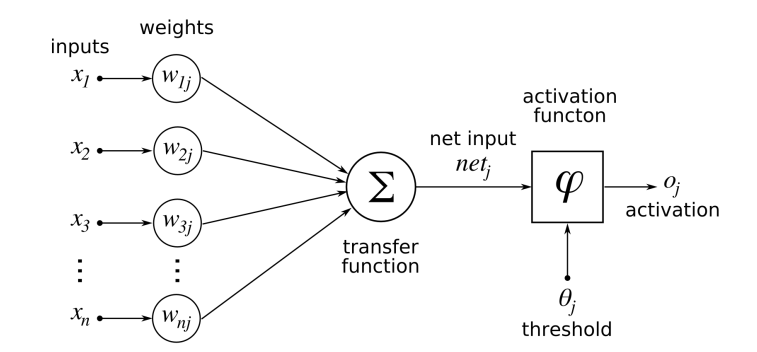 weights
inputs
x1
w1j
activation
functon
net input
netj
x2
w2j
Σ
φ
oj
activation
x3
w3j
transfer
function
⋮
⋮
θj
xn
wnj
threshold